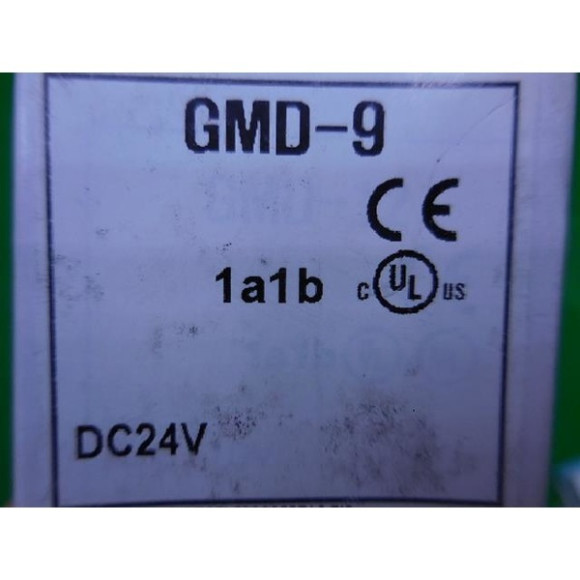 GMD-9
CE
1a1b c UL US
DC24V